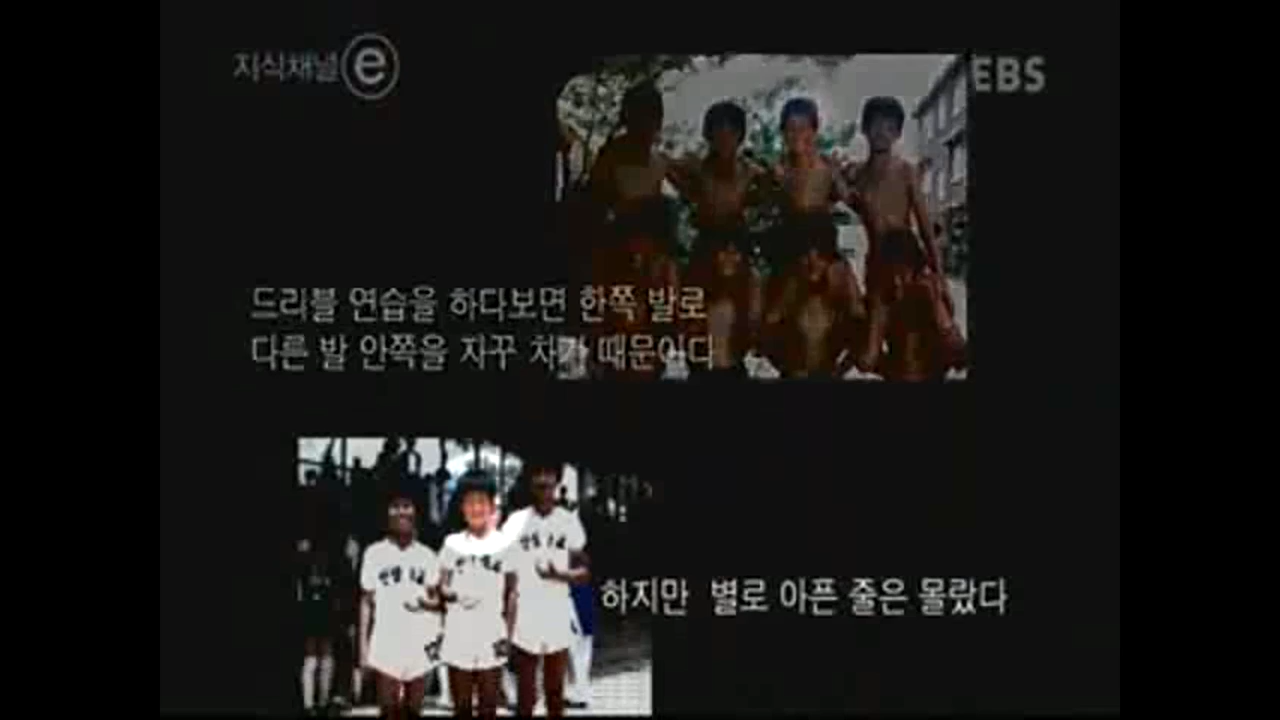 지식채널e
EBS
드리블 연습을 하다보면 한쪽 발로
다른 발 안쪽을 자꾸 차기 때문이다
하지만 별로 아픈 줄은 몰랐다